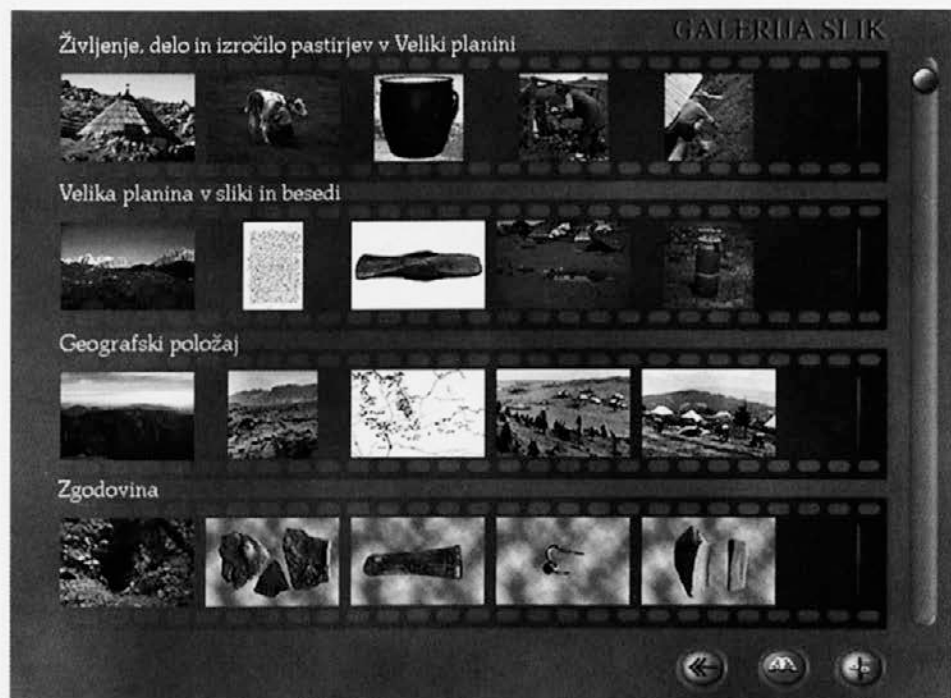 GALERIJA SLIK
Življenje, delo in izročilo pastirjev v Veliki planini
Velika planina v sliki in besedi
Geografski položaj
Zgodovina